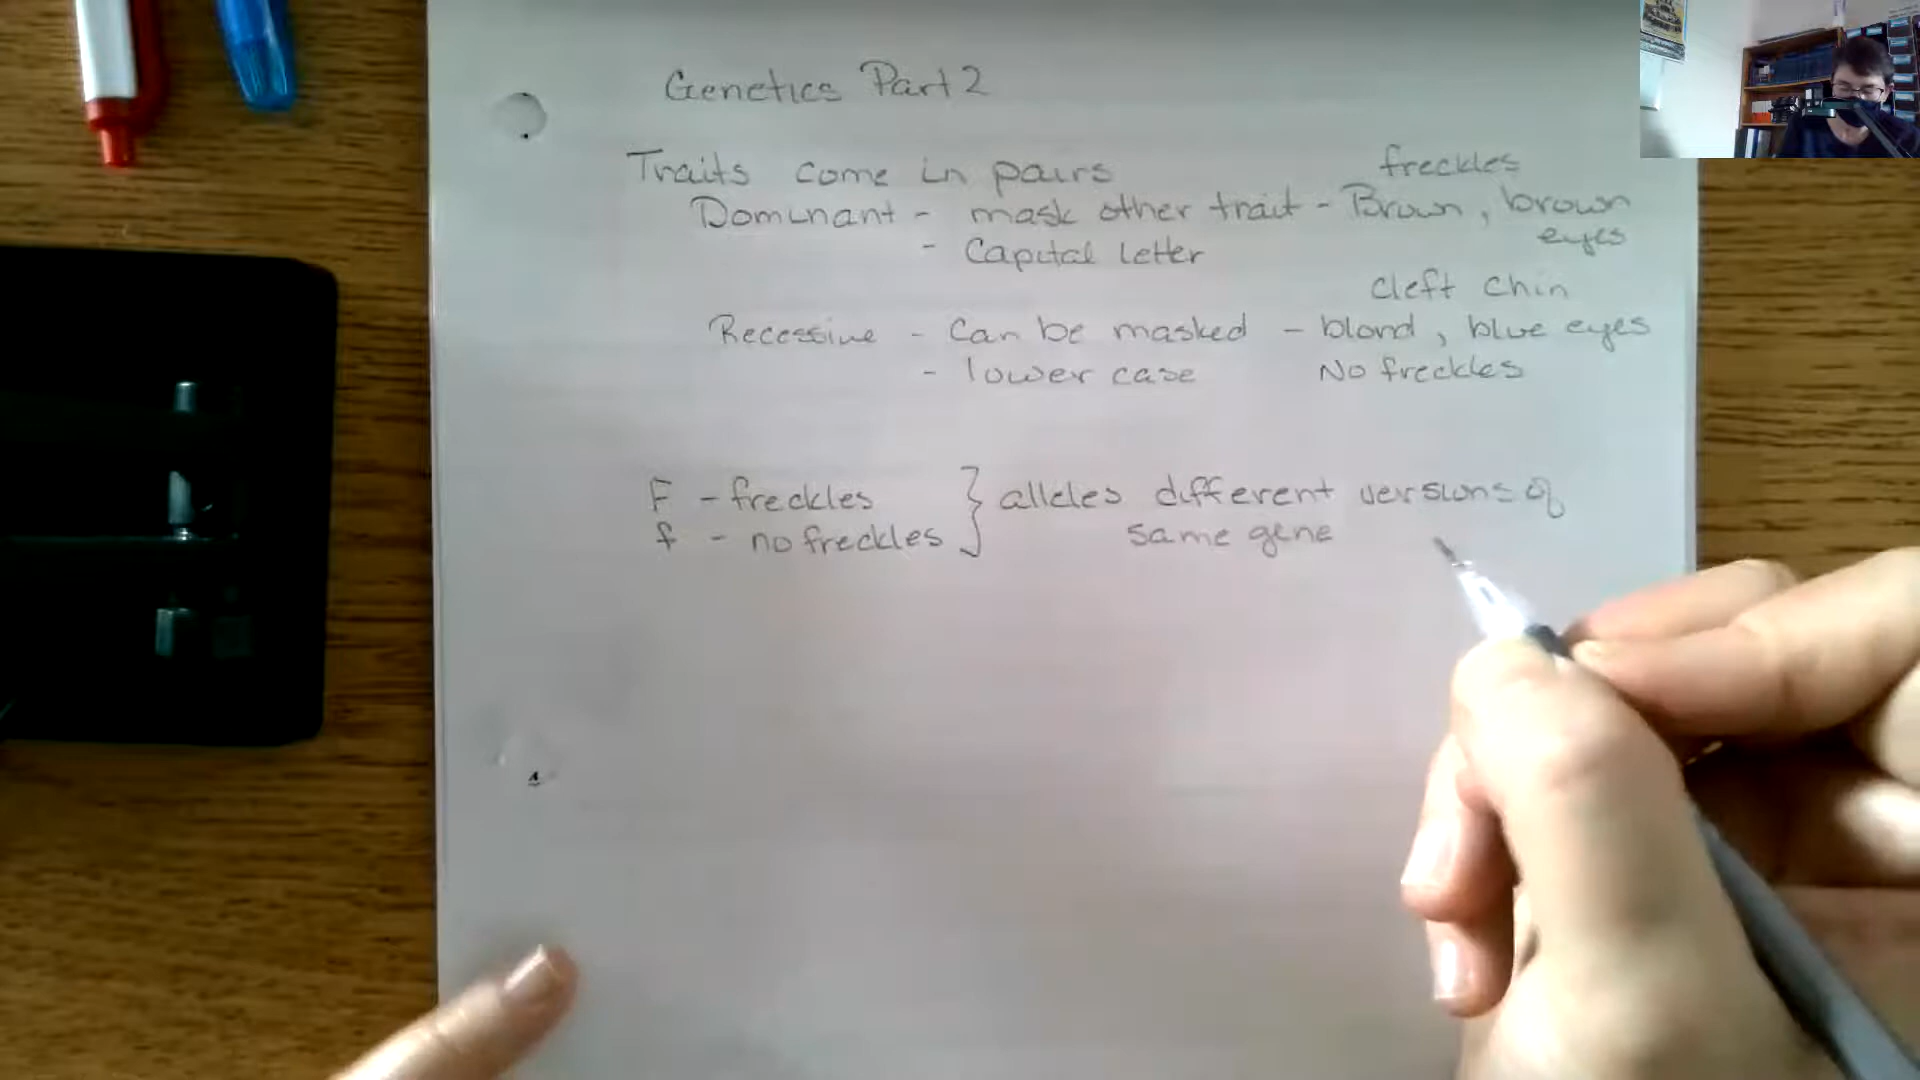 Genetics Part 2
Traits come in pairs
freckles
Dominant - mask other trait - Brown, brown
eyes
- Capital letter
cleft chin
Recessive - Can be masked - blond, blue eyes
- lower case No freckles
F - freckles } alleles different versions of
f - no freckles same gene